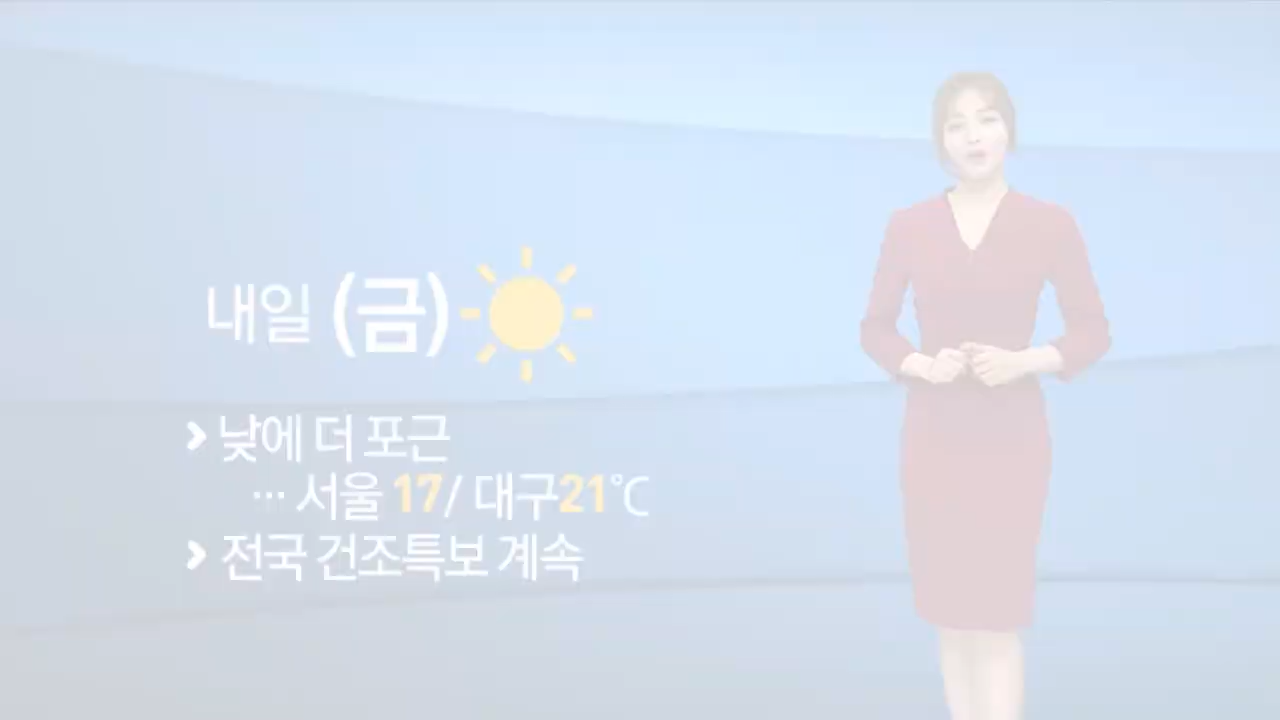 내일 (금)
낮에 더 포근
… 서울 17/ 대구21℃
전국 건조특보 계속